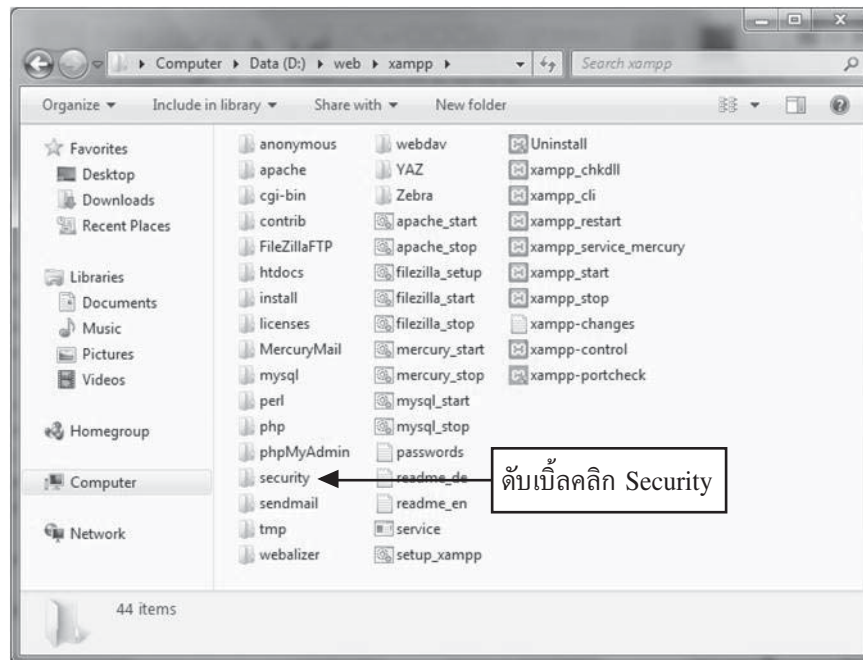 Computer ▸ Data (D:) ▸ web ▸ xampp ▸
Search xampp
Organize ▾ Include in library ▾ Share with ▾ New folder
Favorites
Desktop
Downloads
Recent Places
Libraries
Documents
Music
Pictures
Videos
Homegroup
Computer
Network
anonymous
apache
cgi-bin
contrib
FileZillaFTP
htdocs
install
licenses
MercuryMail
mysql
perl
php
phpMyAdmin
security
sendmail
tmp
webalizer
webdav
YAZ
Zebra
apache_start
apache_stop
filezilla_setup
filezilla_start
filezilla_stop
mercury_start
mercury_stop
mysql_start
mysql_stop
passwords
readme_de
readme_en
service
setup_xampp
Uninstall
xampp_chkdll
xampp_cli
xampp_restart
xampp_service_mercury
xampp_start
xampp_stop
xampp-changes
xampp-control
xampp-portcheck
ดับเบิ้ลคลิก Security
44 items